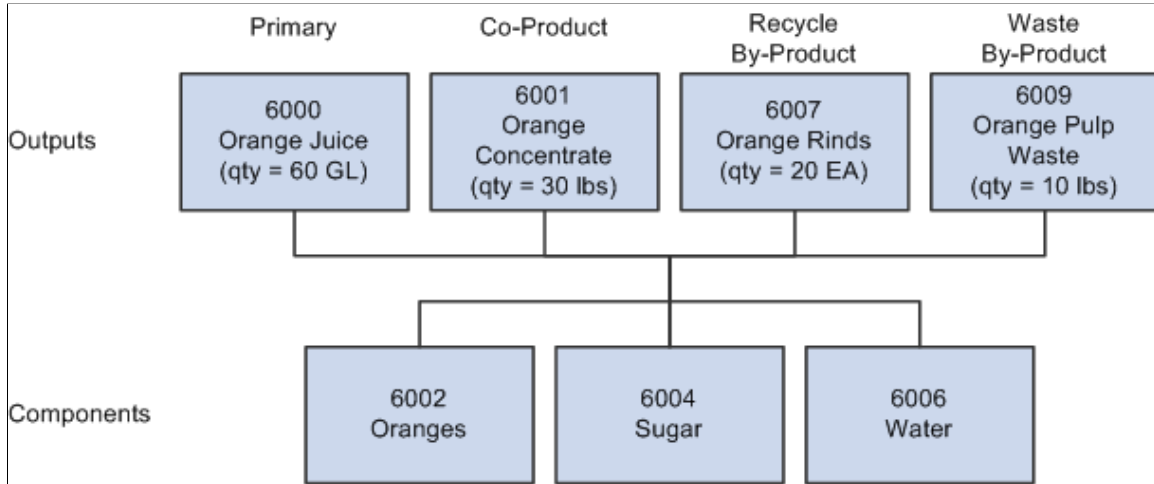 Primary
Co-Product
Recycle
By-Product
Waste
By-Product
Outputs
6000
Orange Juice
(qty = 60 GL)
6001
Orange
Concentrate
(qty = 30 lbs)
6007
Orange Rinds
(qty = 20 EA)
6009
Orange Pulp
Waste
(qty = 10 lbs)
Components
6002
Oranges
6004
Sugar
6006
Water